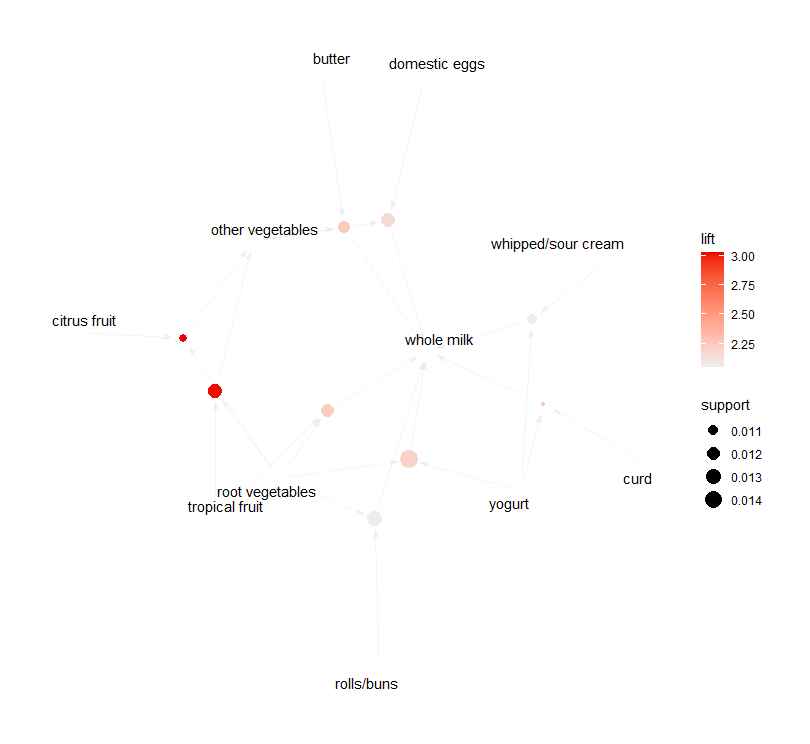 butter
domestic eggs
other vegetables
whipped/sour cream
citrus fruit
whole milk
root vegetables
tropical fruit
yogurt
curd
rolls/buns
lift
3.00
2.75
2.50
2.25
support
0.011
0.012
0.013
0.014